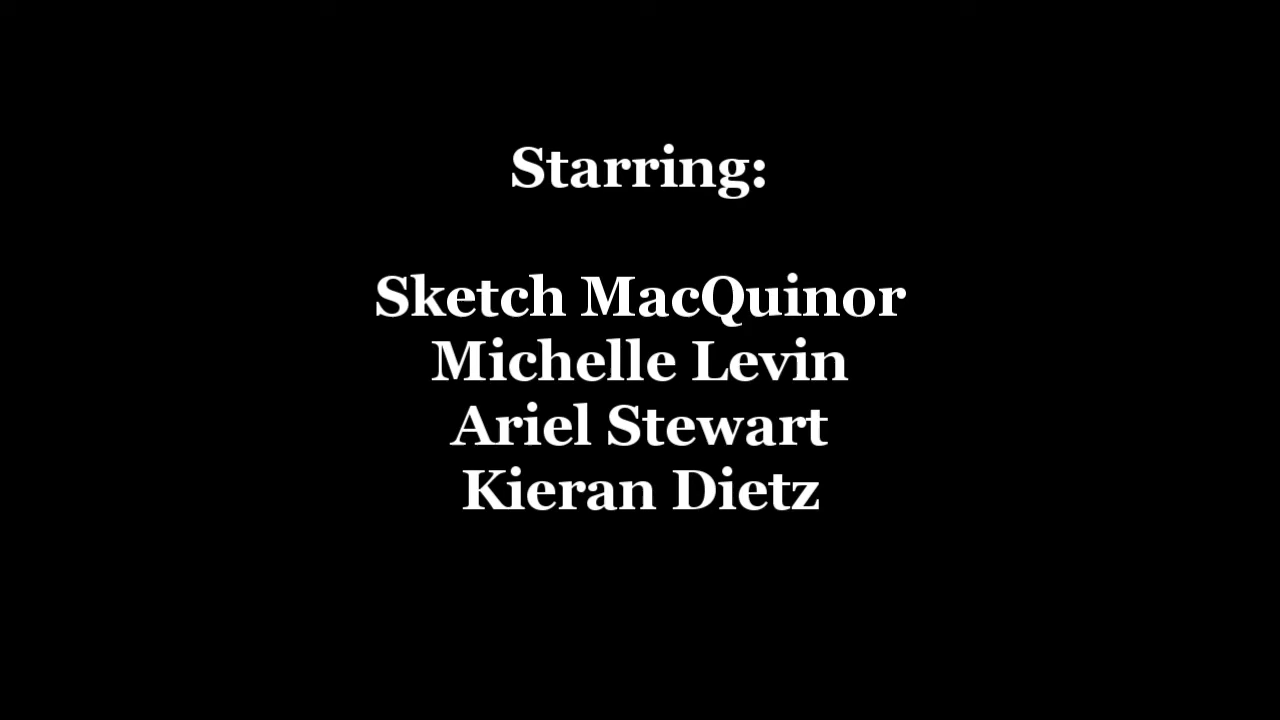 Starring:
Sketch MacQuinor
Michelle Levin
Ariel Stewart
Kieran Dietz